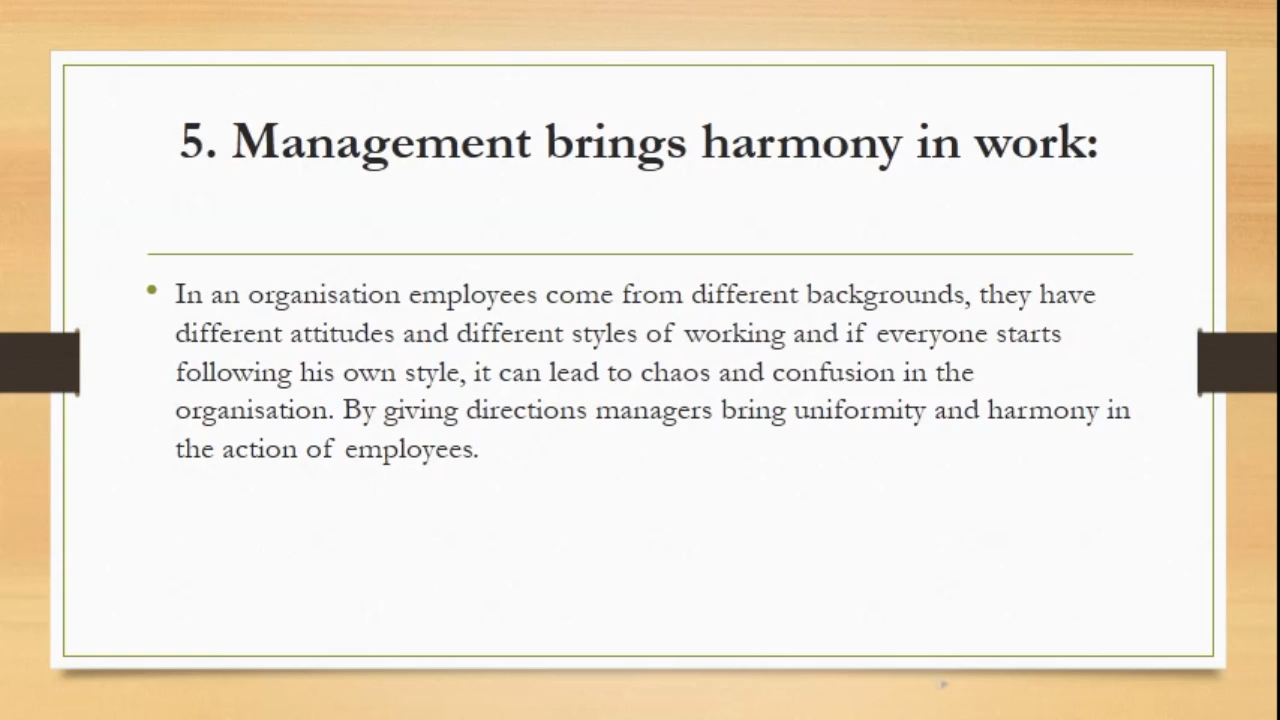 5. Management brings harmony in work:
• In an organisation employees come from different backgrounds, they have
different attitudes and different styles of working and if everyone starts
following his own style, it can lead to chaos and confusion in the
organisation. By giving directions managers bring uniformity and harmony in
the action of employees.